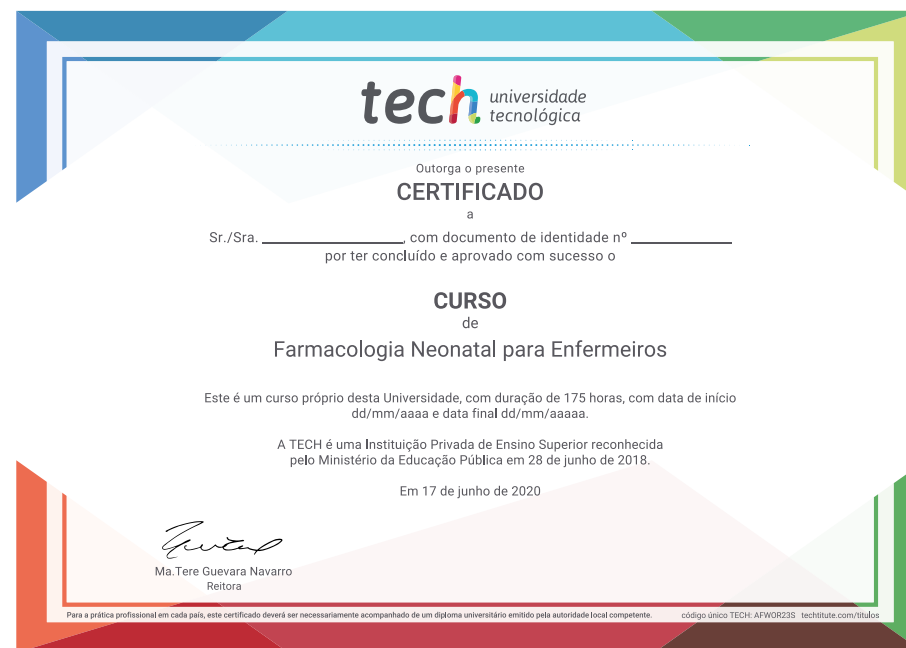 tech universidade
tecnológica
Outorga o presente
CERTIFICADO
a
Sr./Sra. ____________________, com documento de identidade nº ______________
por ter concluído e aprovado com sucesso o
CURSO
de
Farmacologia Neonatal para Enfermeiros
Este é um curso próprio desta Universidade, com duração de 175 horas, com data de início
dd/mm/aaaa e data final dd/mm/aaaaa.
A TECH é uma Instituição Privada de Ensino Superior reconhecida
pelo Ministério da Educação Pública em 28 de junho de 2018.
Em 17 de junho de 2020
Ma.Tere Guevara Navarro
Reitora
Para a prática profissional em cada país, este certificado deverá ser necessariamente acompanhado de um diploma universitário emitido pela autoridade local competente. código único TECH: AFWOR23S techtitute.com/titulos